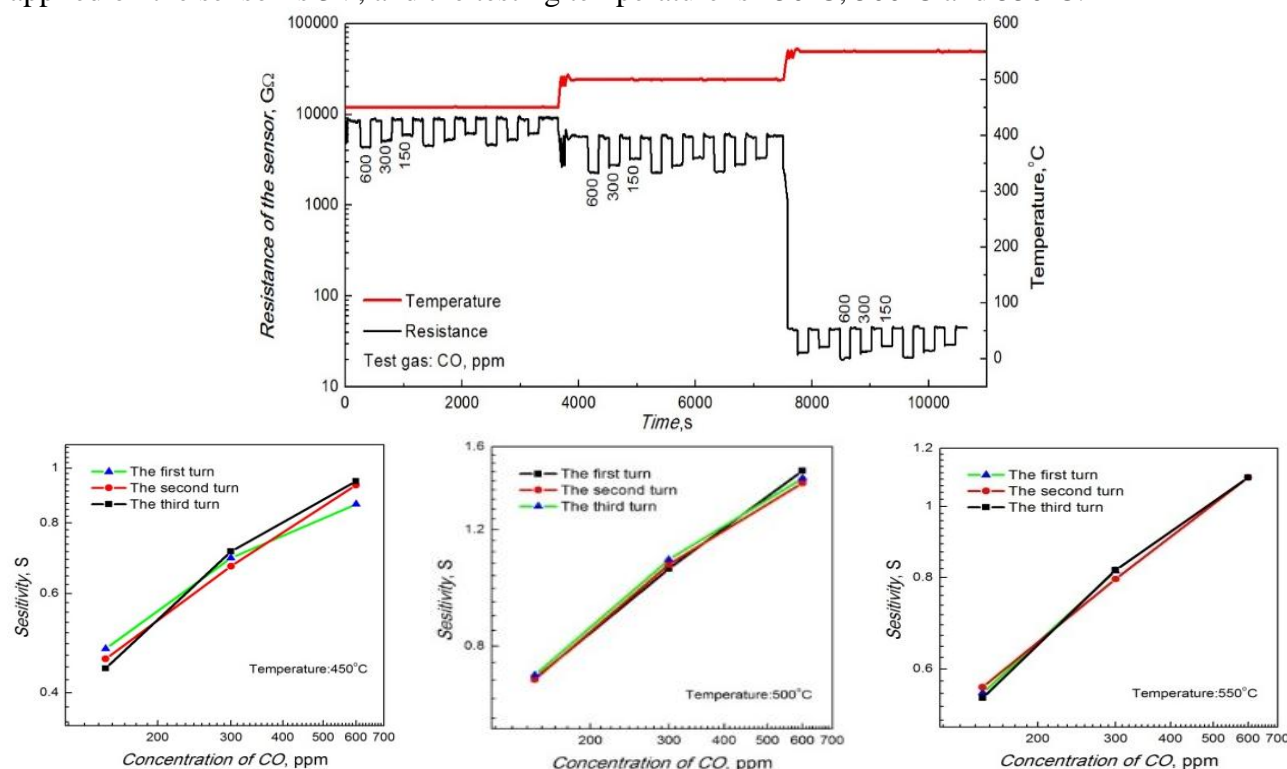 100000
10000
1000
100
10
Resistance of the sensor, GΩ
600
500
400
300
200
100
0
Temperature,°C
600
300
150
600
300
150
600
300
150
Temperature
Resistance
Test gas: CO, ppm
0 2000 4000 6000 8000 10000
Time,s
1
0.8
0.6
0.4
Sesitivity, S
The first turn
The second turn
The third turn
Temperature:450°C
200 300 400 500 600 700
Concentration of CO, ppm
1.6
1.2
0.8
Sesitivity, S
The first turn
The second turn
The third turn
Temperature:500°C
200 300 400 500 600 700
Concentration of CO, ppm
1.2
1
0.8
0.6
Sesitivity, S
The first turn
The second turn
The third turn
Temperature:550°C
200 300 400 500 600 700
Concentration of CO, ppm